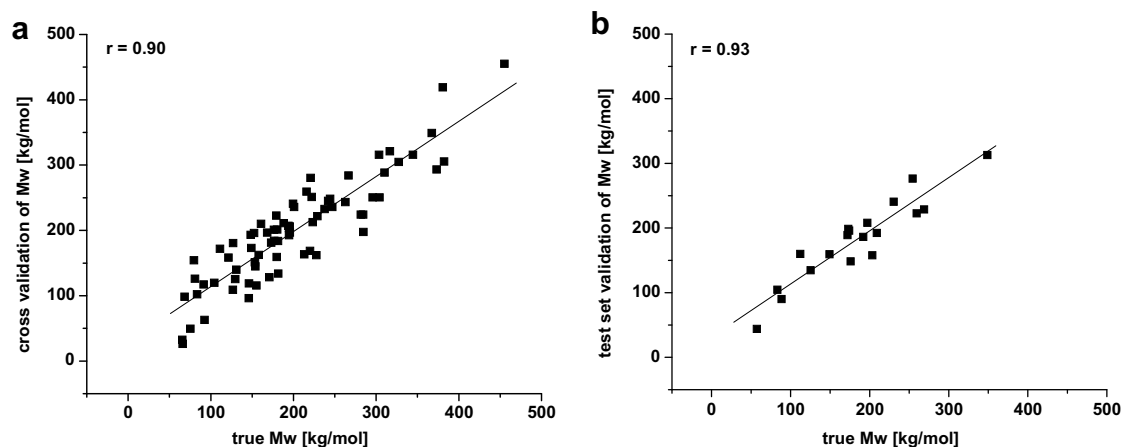 a
r = 0.90
cross validation of Mw [kg/mol]
500
400
300
200
100
0
0 100 200 300 400 500
true Mw [kg/mol]
b
r = 0.93
test set validation of Mw [kg/mol]
500
400
300
200
100
0
0 100 200 300 400 500
true Mw [kg/mol]